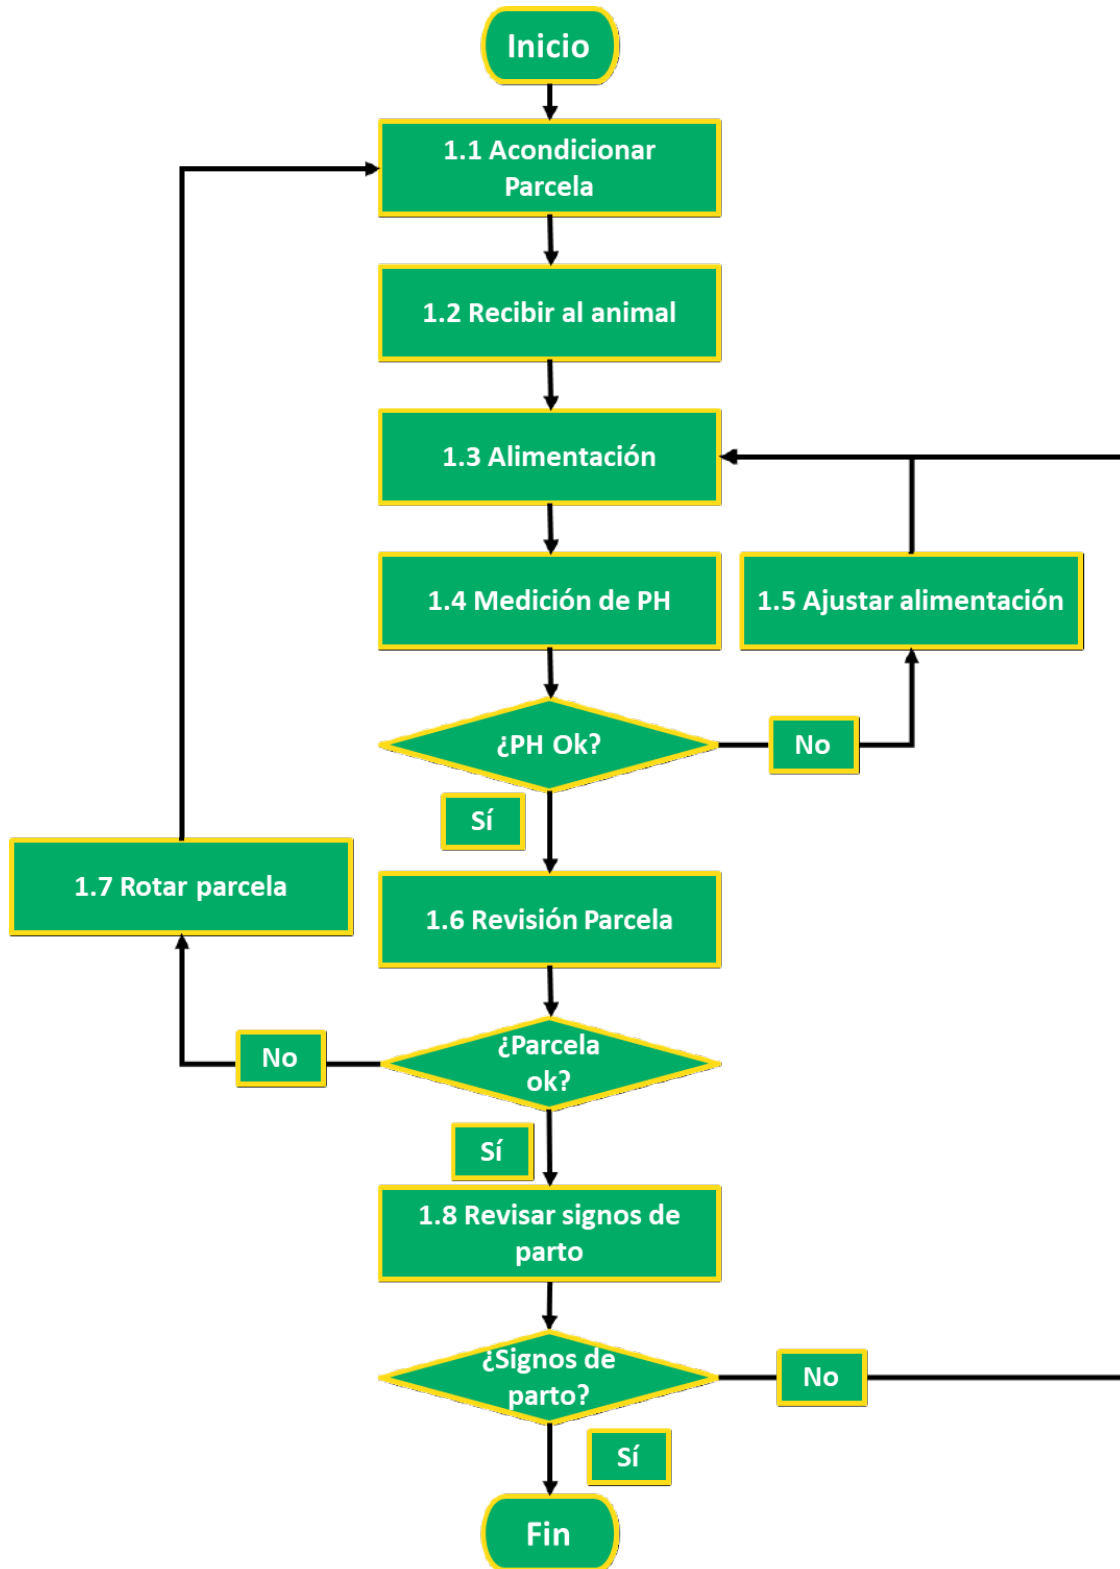 Inicio
1.1 Acondicionar
Parcela
1.2 Recibir al animal
1.3 Alimentación
1.4 Medición de PH
1.5 Ajustar alimentación
¿PH Ok?
No
Sí
1.7 Rotar parcela
1.6 Revisión Parcela
¿Parcela
ok?
No
Sí
1.8 Revisar signos de
parto
¿Signos de
parto?
No
Sí
Fin